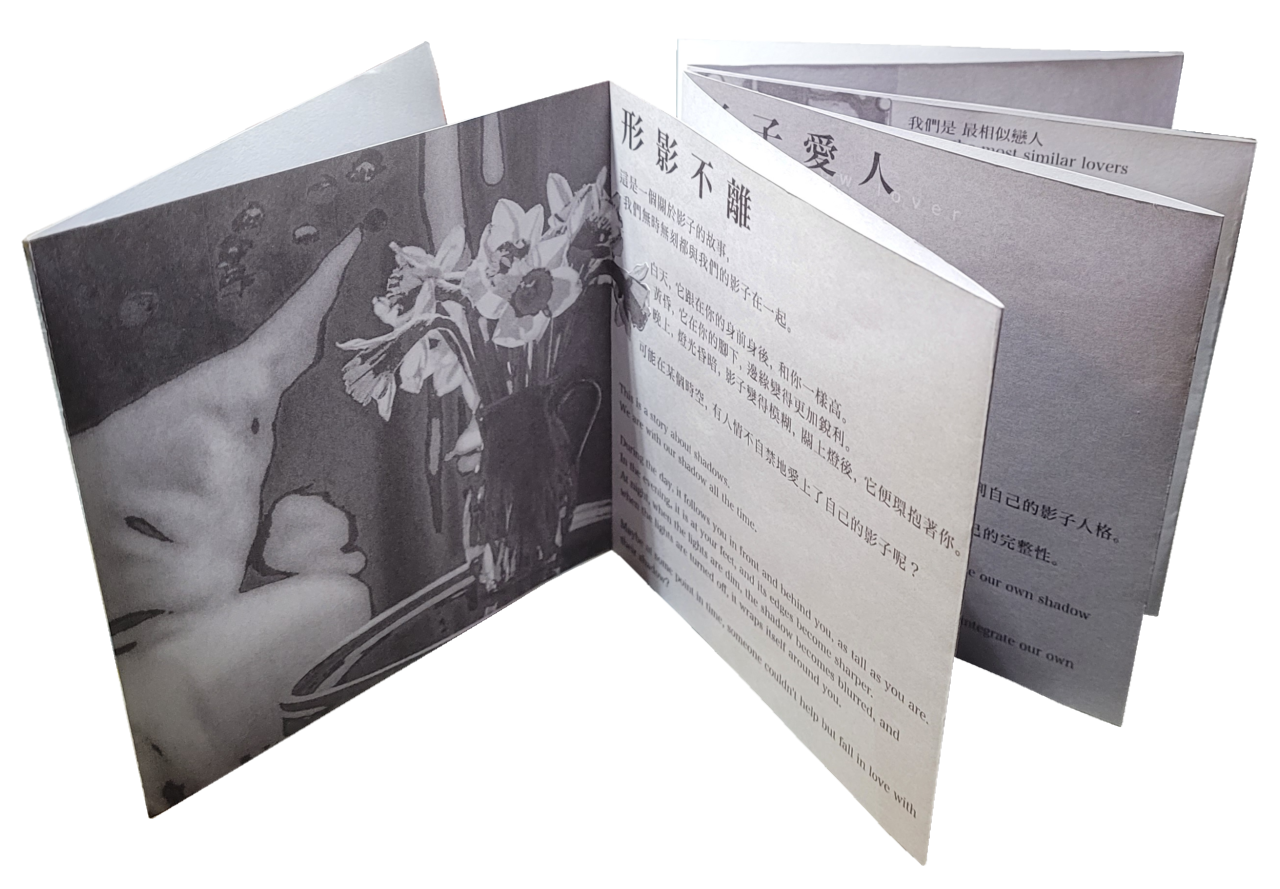 形影不離
這是一個關於影子的故事,
我們無時無刻都與我們的影子在一起。
白天, 它跟在你的身前身後, 和你一樣高。
黃昏, 它在你的腳下, 邊緣變得更加銳利。
晚上, 燈光昏暗, 影子變得模糊, 關上燈後, 它便環抱著你。
可能在某個時空, 有人情不自禁地愛上了自己的影子呢?
This is a story about shadows.
We are with our shadow all the time.
During the day, it follows you in front and behind you, as tall as you are.
In the evening, it is at your feet, and its edges become sharper.
At night, when the lights are dim, the shadow becomes blurred, and
when the lights are turned off, it wraps itself around you.
Maybe at some point in time, someone couldn't help but fall in love with
their shadow?
子愛人
lover
自己的影子人格。
己的完整性。
our own shadow
integrate our own
我們是 最相似戀人
most similar lovers